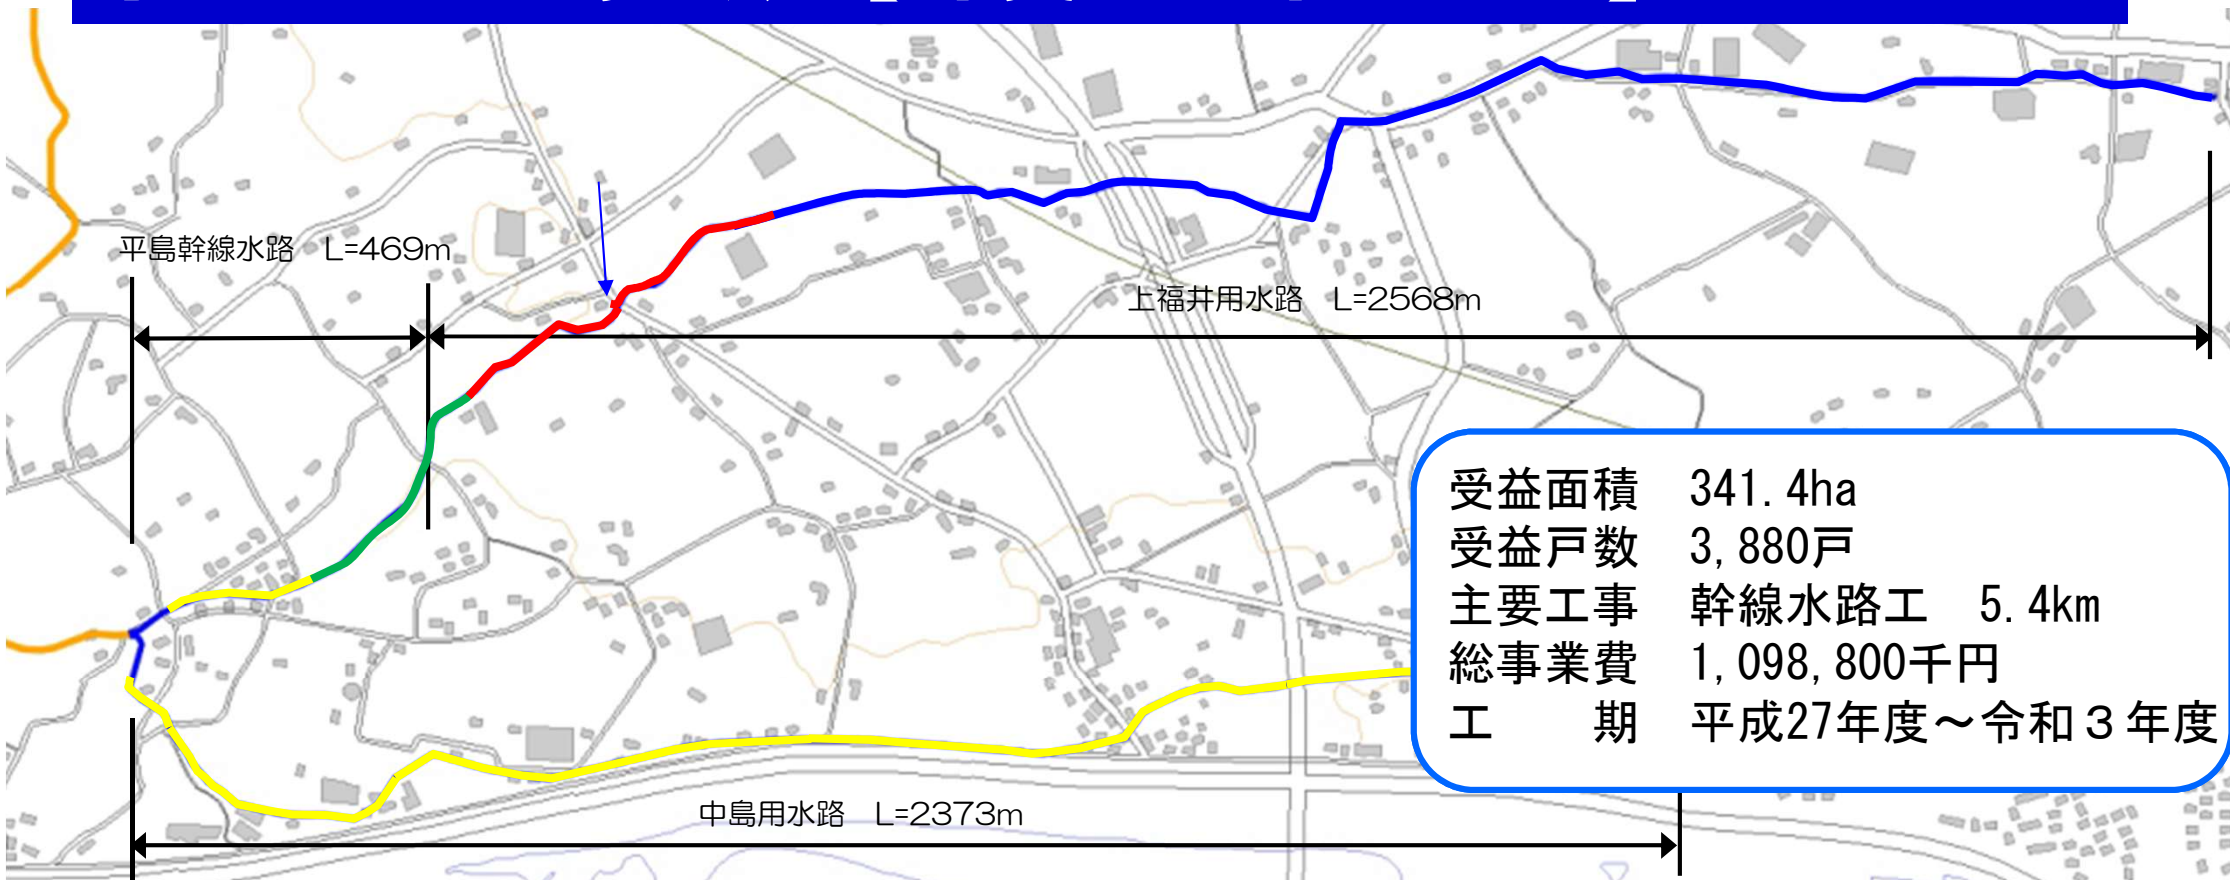 平島幹線水路　L=469m
上福井用水路　L=2568m
受益面積　341.4ha
受益戸数　3,880戸
主要工事　幹線水路工　5.4km
総事業費　1,098,800千円
工　　期　平成27年度～令和３年度
中島用水路　L=2373m